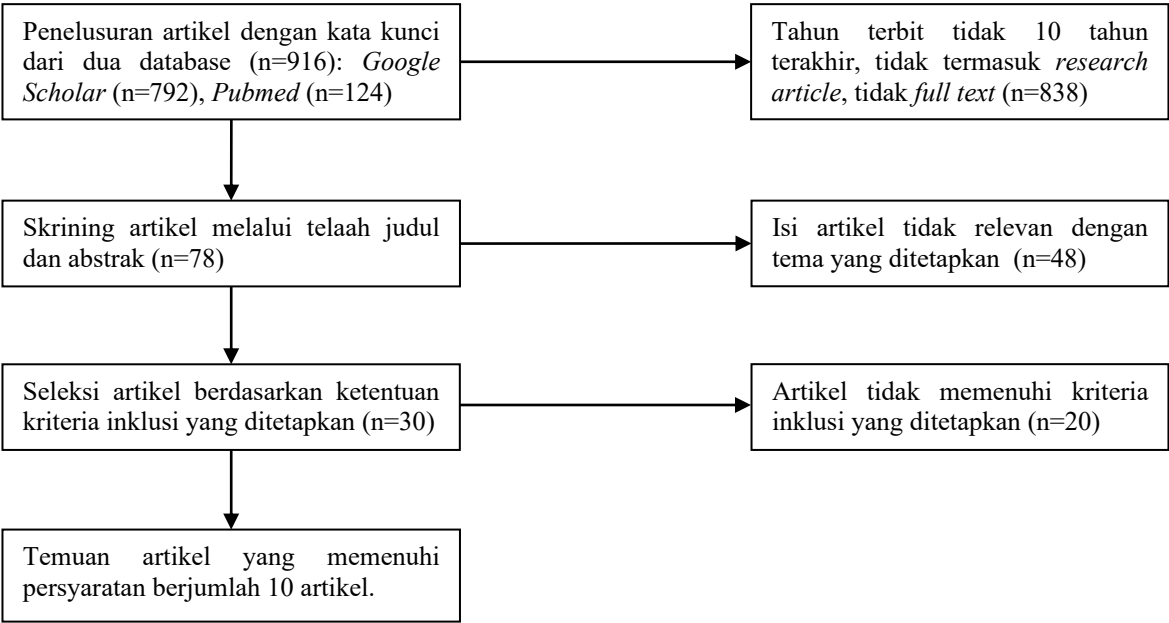 Penelusuran artikel dengan kata kunci
dari dua database (n=916): Google
Scholar (n=792), Pubmed (n=124)
Tahun terbit tidak 10 tahun
terakhir, tidak termasuk research
article, tidak full text (n=838)
Skrining artikel melalui telaah judul
dan abstrak (n=78)
Isi artikel tidak relevan dengan
tema yang ditetapkan (n=48)
Seleksi artikel berdasarkan ketentuan
kriteria inklusi yang ditetapkan (n=30)
Artikel tidak memenuhi kriteria
inklusi yang ditetapkan (n=20)
Temuan artikel yang memenuhi
persyaratan berjumlah 10 artikel.